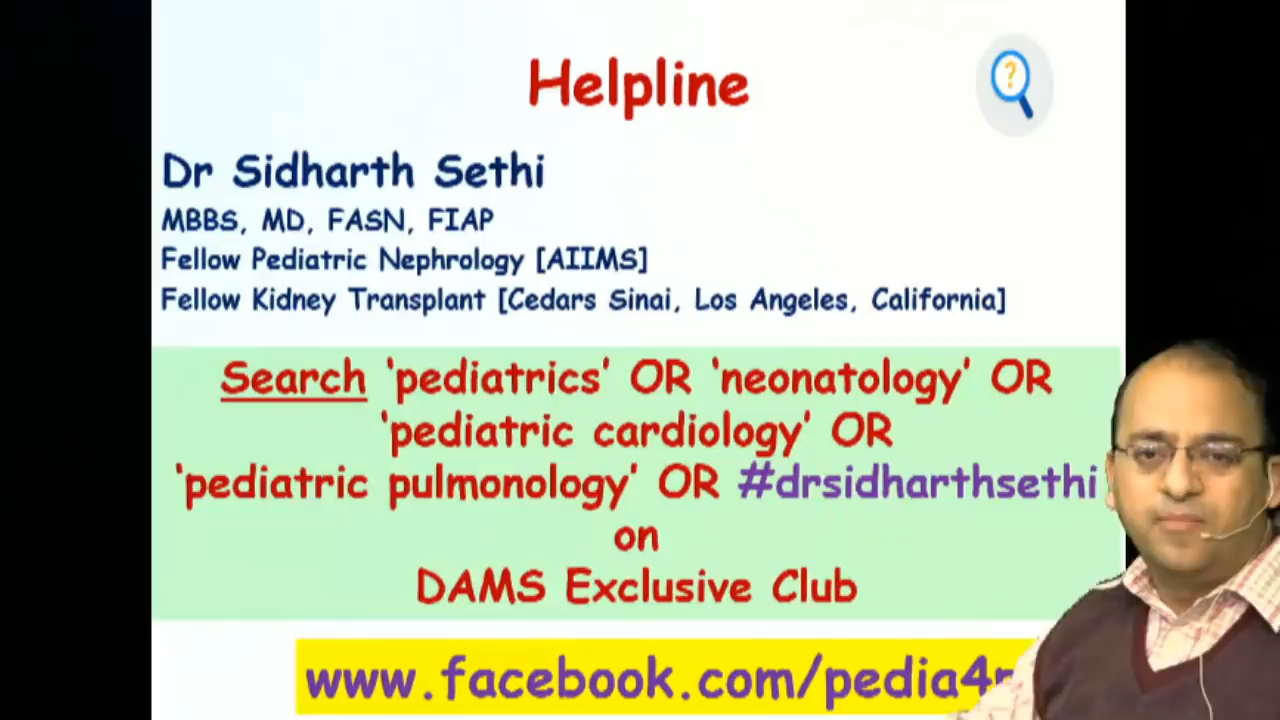 Helpline
?
Dr Sidharth Sethi
MBBS, MD, FASN, FIAP
Fellow Pediatric Nephrology [AIIMS]
Fellow Kidney Transplant [Cedars Sinai, Los Angeles, California]
Search 'pediatrics' OR 'neonatology' OR
'pediatric cardiology' OR
'pediatric pulmonology' OR #drsidharthsethi
on
DAMS Exclusive Club
www.facebook.com/pedia4